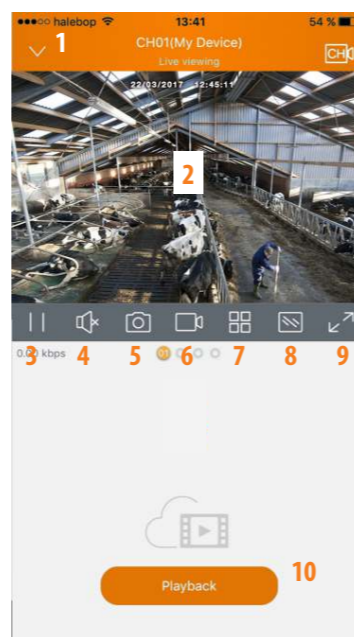 halebop 13:41 54 %
1 CH01(My Device) CH
Live viewing
22/03/2017 12:45:11
2
3 4 5 6 7 8 9
0.00 kbps 01
10
Playback